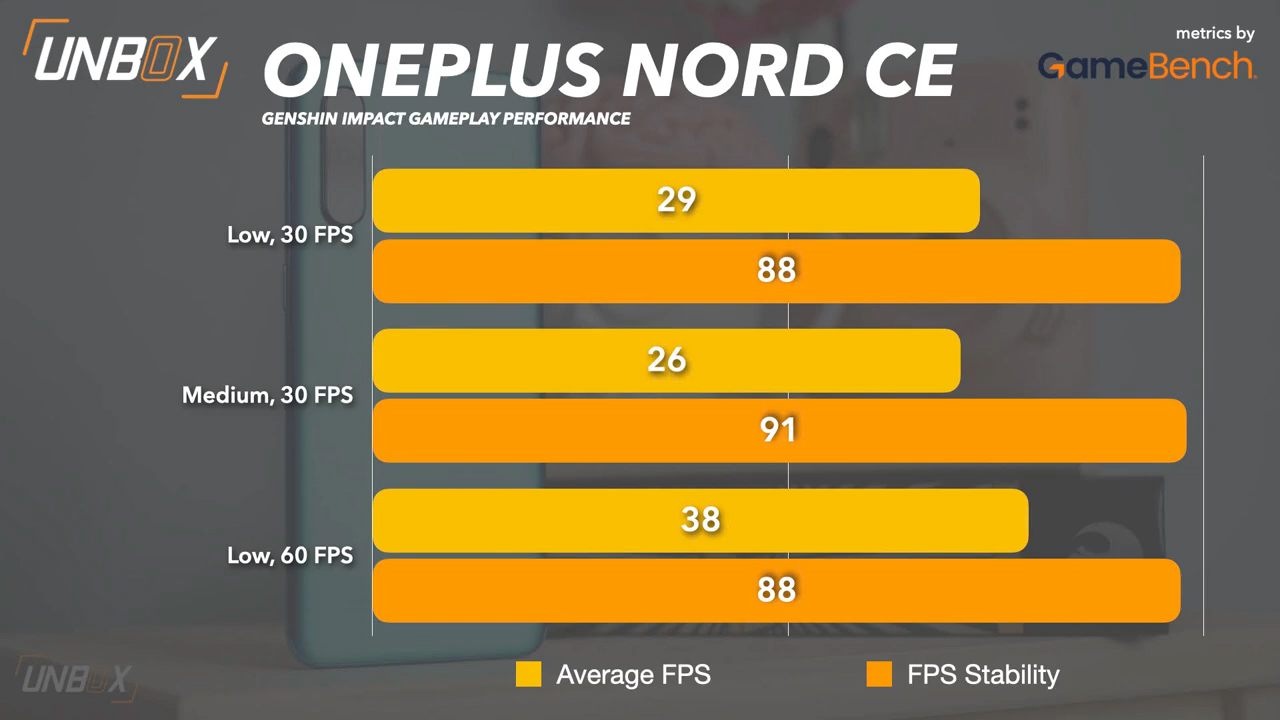 UNBOX
ONEPLUS NORD CE
GENSHIN IMPACT GAMEPLAY PERFORMANCE
metrics by
GameBench
Low, 30 FPS
29
88
Medium, 30 FPS
26
91
Low, 60 FPS
38
88
Average FPS
FPS Stability
UNBOX